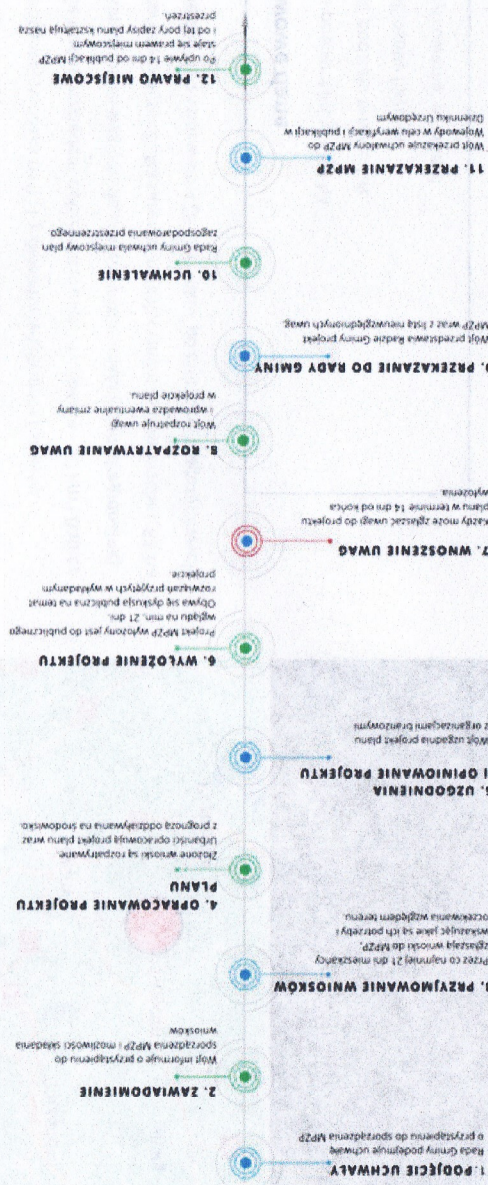 1. PODJĘCIE UCHWAŁY
Rada Gminy podejmuje uchwałę
o przystąpieniu do sporządzenia MPZP
2. ZAWIADOMIENIE
Wójt informuje o przystąpieniu do
sporządzenia MPZP i możliwości składania
wniosków
3. PRZYJMOWANIE WNIOSKÓW
Przez co najmniej 21 dni mieszkańcy
zgłaszają wnioski do MPZP,
wskazując jakie są ich potrzeby i
oczekiwania względem terenu.
4. OPRACOWANIE PROJEKTU
PLANU
Złożone wnioski są rozpatrywane.
Urbaniści opracowują projekt planu wraz
z prognozą oddziaływania na środowisko.
5. UZGODNIENIA
I OPINIOWANIE PROJEKTU
Wójt uzgadnia projekt planu
z organizacjami branżowymi
6. WYŁOŻENIE PROJEKTU
Projekt MPZP wyłożony jest do publicznego
wglądu na min. 21 dni.
Obywa się dyskusja publiczna na temat
rozwiązań przyjętych w wykładanym
projekcie
7. WNOSZENIE UWAG
Każdy może zgłaszać uwagi do projektu
planu w terminie 14 dni od końca
wyłożenia.
8. ROZPATRYWANIE UWAG
Wójt rozpatruje uwagi
i wprowadza ewentualne zmiany
w projekcie planu.
9. PRZEKAZANIE DO RADY GMINY
Wójt przedstawia Radzie Gminy projekt
MPZP wraz z listą nieuwzględnionych uwag.
10. UCHWALENIE
Rada Gminy uchwala miejscowy plan
zagospodarowania przestrzennego.
11. PRZEKAZANIE MPZP
Wójt przekazuje uchwalony MPZP do
Wojewody w celu weryfikacji i publikacji w
Dzienniku Urzędowym
12. PRAWO MIEJSCOWE
Po upływie 14 dni od publikacji MPZP
staje się prawem miejscowym
i od tej pory zapisy planu kształtują naszą
przestrzeń.